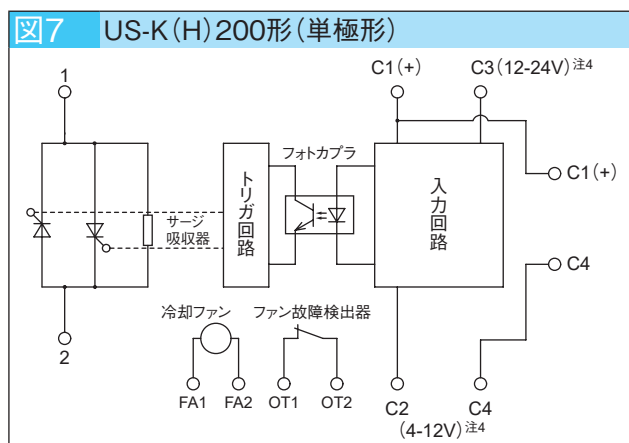 図7 US-K(H)200形(単極形)
C1(+) C3(12-24V)注4
1
フォトカプラ
トリガ回路
入力回路
C1(+)
サージ
吸収器
C4
冷却ファン ファン故障検出器
2
FA1 FA2 OT1 OT2 C2 C4
(4-12V)注4